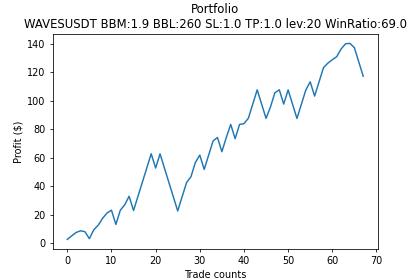 Portfolio
WAVESUSDT BBM:1.9 BBL:260 SL:1.0 TP:1.0 lev:20 WinRatio:69.0
140
120
100
80
60
40
20
0
Profit ($)
0 10 20 30 40 50 60 70
Trade counts